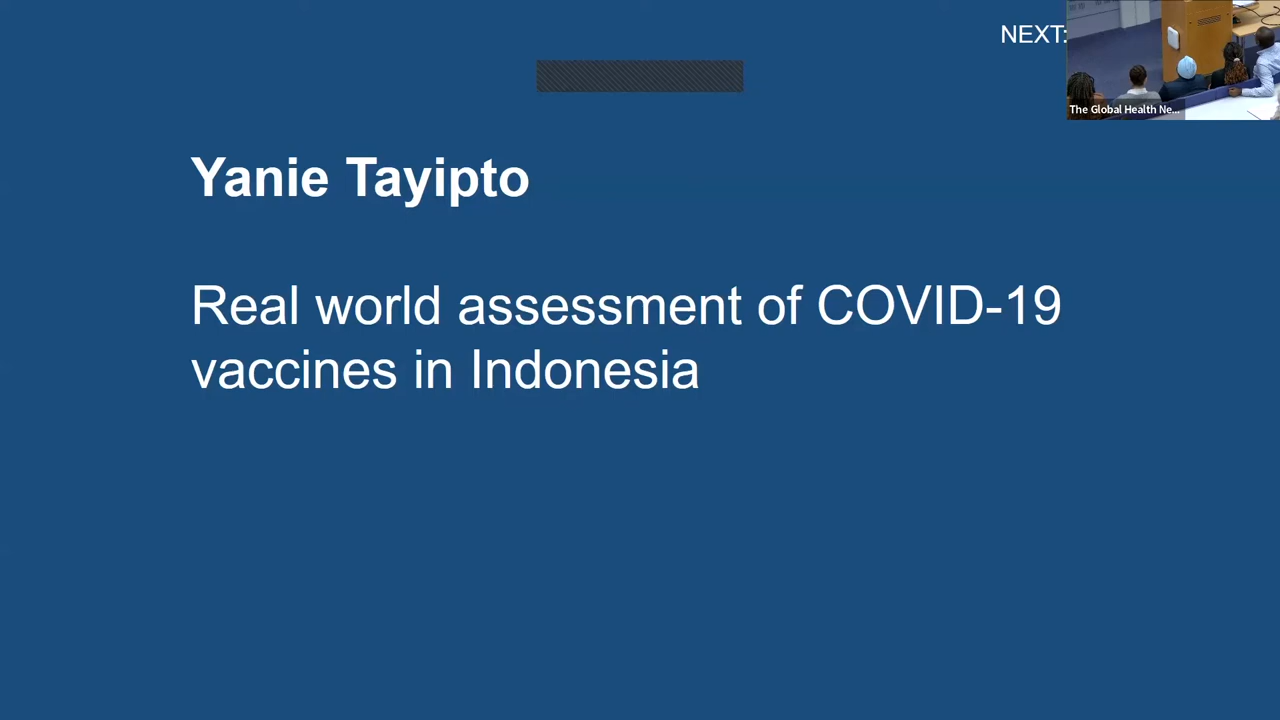 NEXT:
The Global Health Ne...
Yanie Tayipto
Real world assessment of COVID-19
vaccines in Indonesia